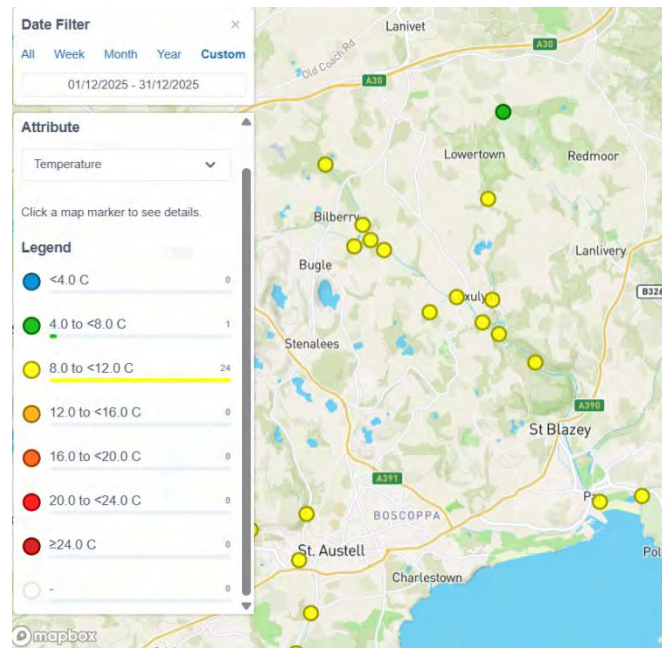 Date Filter ×
All Week Month Year Custom
01/12/2025 - 31/12/2025
Attribute
Temperature
Click a map marker to see details.
Legend
<4.0 C 0
4.0 to <8.0 C 1
8.0 to <12.0 C 24
12.0 to <16.0 C 0
16.0 to <20.0 C 0
20.0 to <24.0 C 0
≥24.0 C 0
- 0
mapbox
Lanivet
A30
Old Coach Rd
A30
Lowertown
Redmoor
Bilberry
Lanlivery
Bugle
B326
xuly
Stenalees
A390
St Blazey
A391
Pa
BOSCOPPA
St. Austell
Pol
Charlestown